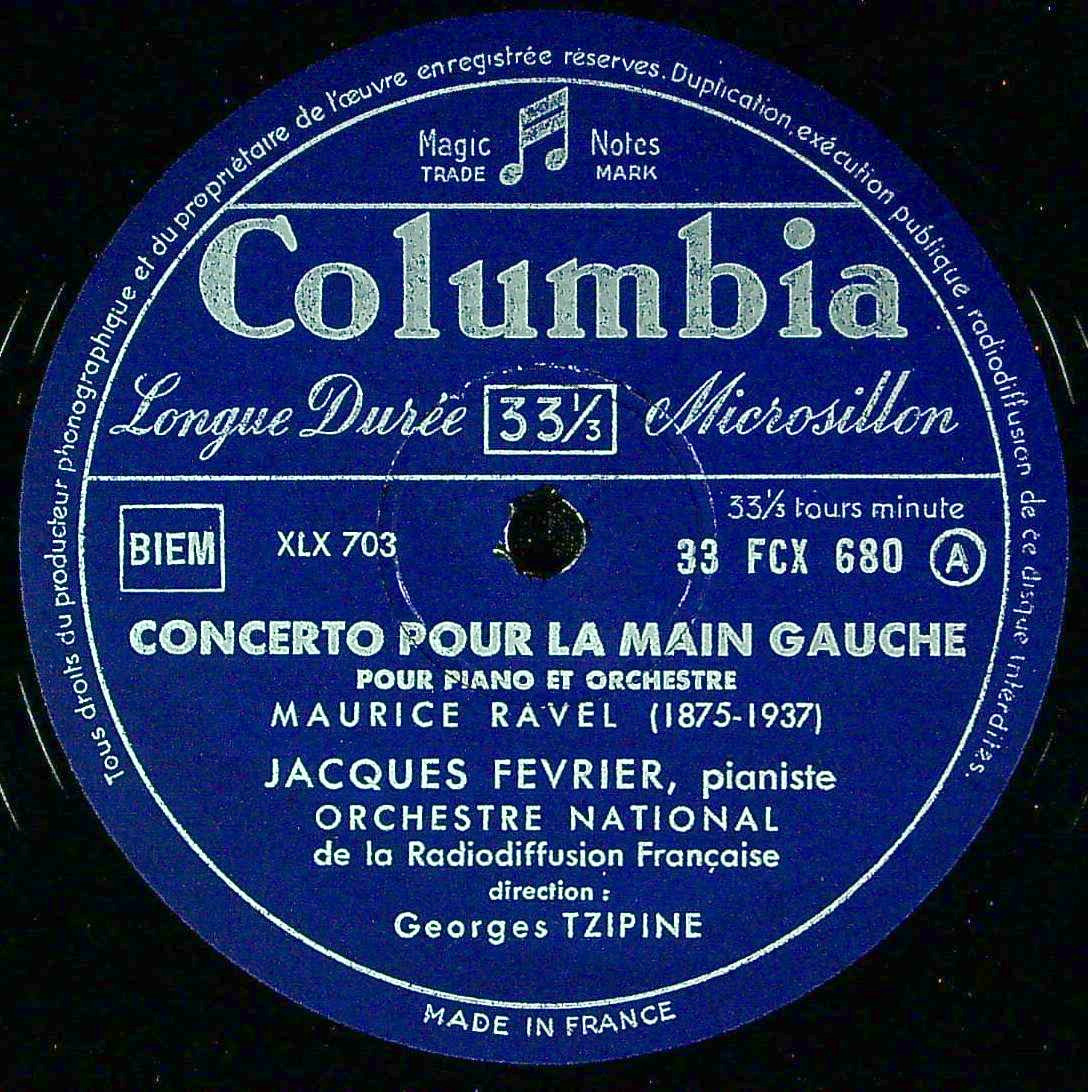 Tous droits du producteur phonographique et du propriétaire de l'œuvre enregistrée réservés. Duplication, exécution publique, radiodiffusion de ce disque interdites.
Magic Notes
TRADE MARK
Columbia
Longue Durée 33⅓ Microsillon
33⅓ tours minute
BIEM XLX 703 33 FCX 680 A
CONCERTO POUR LA MAIN GAUCHE
POUR PIANO ET ORCHESTRE
MAURICE RAVEL (1875-1937)
JACQUES FEVRIER, pianiste
ORCHESTRE NATIONAL
de la Radiodiffusion Française
direction :
Georges TZIPINE
MADE IN FRANCE